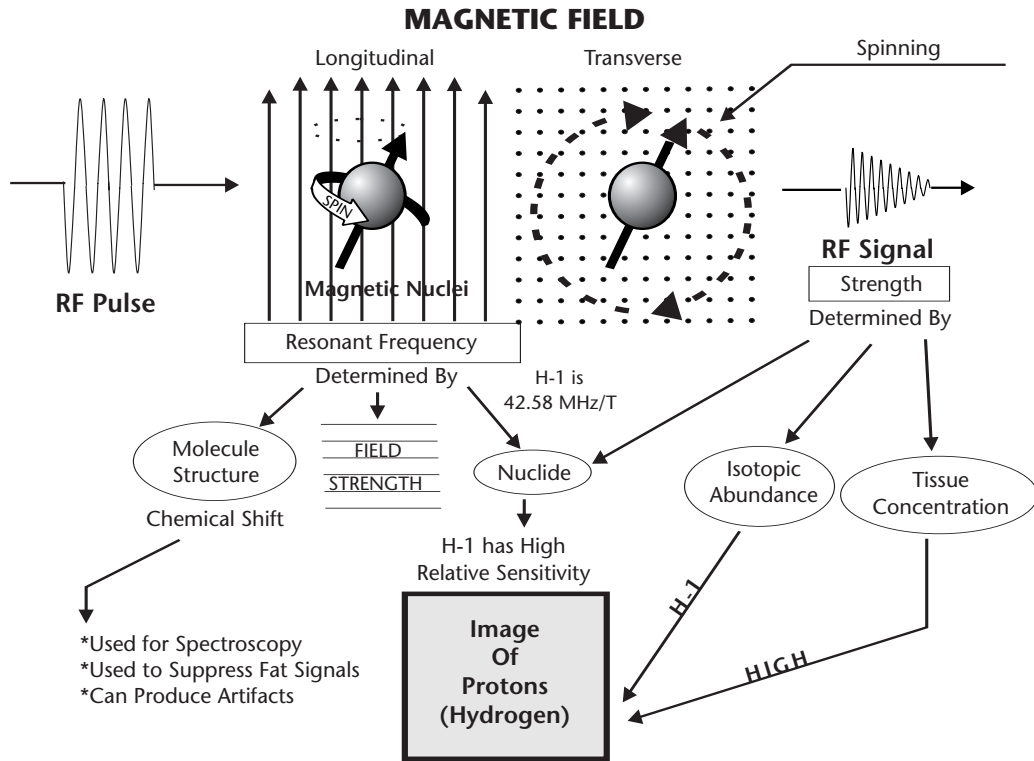 MAGNETIC FIELD
Longitudinal
Transverse
Spinning
SPIN
RF Pulse
Magnetic Nuclei
RF Signal
Strength
Determined By
Resonant Frequency
Determined By
H-1 is
42.58 MHz/T
Molecule
Structure
FIELD
STRENGTH
Nuclide
Isotopic
Abundance
Tissue
Concentration
Chemical Shift
H-1 has High
Relative Sensitivity
H-1
HIGH
*Used for Spectroscopy
*Used to Suppress Fat Signals
*Can Produce Artifacts
Image
Of
Protons
(Hydrogen)